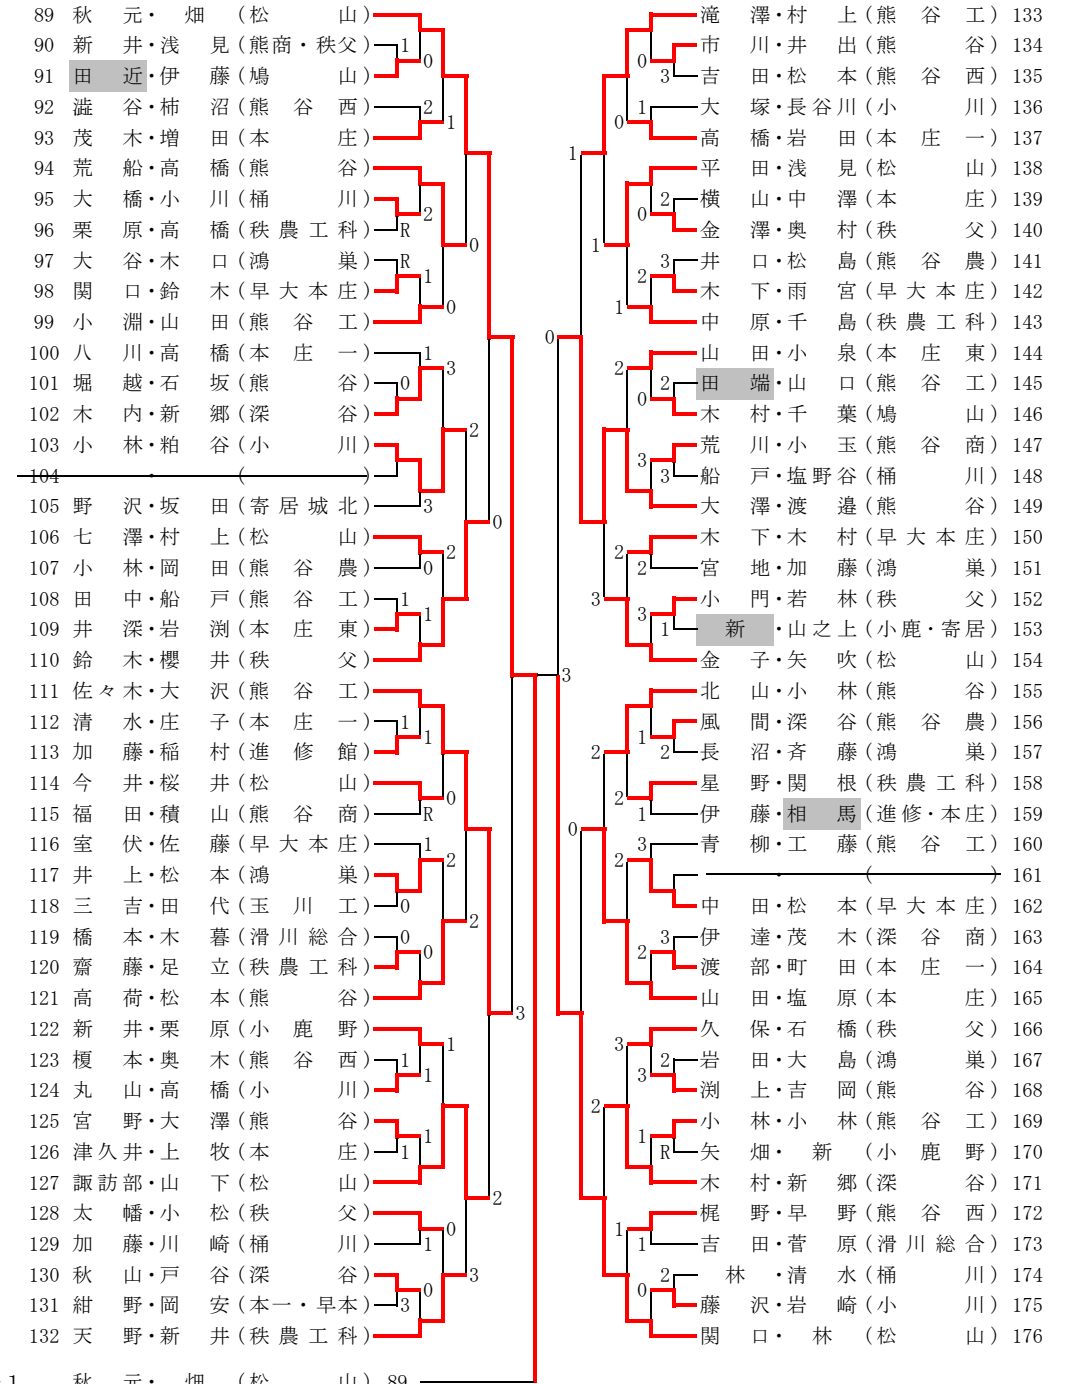 89 秋元・畑（松山）
90 新井・浅見（熊商・秩父）
91 田近・伊藤（鳩山）
92 澁谷・柿沼（熊谷西）
93 茂木・増田（本庄）
94 荒船・高橋（熊谷）
95 大橋・小川（桶川）
96 栗原・高橋（秩農工科）
97 大谷・木口（鴻巣）
98 関口・鈴木（早大本庄）
99 小淵・山田（熊谷工）
100 八川・高橋（本庄一）
101 堀越・石坂（熊谷）
102 木内・新郷（深谷）
103 小林・粕谷（小川）
104 ・（ ）
105 野沢・坂田（寄居城北）
106 七澤・村上（松山）
107 小林・岡田（熊谷農）
108 田中・船戸（熊谷工）
109 井深・岩渕（本庄東）
110 鈴木・櫻井（秩父）
111 佐々木・大沢（熊谷工）
112 清水・庄子（本庄一）
113 加藤・稲村（進修館）
114 今井・桜井（松山）
115 福田・積山（熊谷商）
116 室伏・佐藤（早大本庄）
117 井上・松本（鴻巣）
118 三吉・田代（玉川工）
119 橋本・木暮（滑川総合）
120 齋藤・足立（秩農工科）
121 高荷・松本（熊谷）
122 新井・栗原（小鹿野）
123 榎本・奥木（熊谷西）
124 丸山・高橋（小川）
125 宮野・大澤（熊谷）
126 津久井・上牧（本庄）
127 諏訪部・山下（松山）
128 太幡・小松（秩父）
129 加藤・川崎（桶川）
130 秋山・戸谷（深谷）
131 紺野・岡安（本一・早本）
132 天野・新井（秩農工科）
1 秋元・畑（松山）89
滝澤・村上（熊谷工）133
市川・井出（熊谷）134
吉田・松本（熊谷西）135
大塚・長谷川（小川）136
高橋・岩田（本庄一）137
平田・浅見（松山）138
横山・中澤（本庄）139
金澤・奥村（秩父）140
井口・松島（熊谷農）141
木下・雨宮（早大本庄）142
中原・千島（秩農工科）143
山田・小泉（本庄東）144
田端・山口（熊谷工）145
木村・千葉（鳩山）146
荒川・小玉（熊谷商）147
船戸・塩野谷（桶川）148
大澤・渡邉（熊谷）149
木下・木村（早大本庄）150
宮地・加藤（鴻巣）151
小門・若林（秩父）152
新・山之上（小鹿・寄居）153
金子・矢吹（松山）154
北山・小林（熊谷）155
風間・深谷（熊谷農）156
長沼・斉藤（鴻巣）157
星野・関根（秩農工科）158
伊藤・相馬（進修・本庄）159
青柳・工藤（熊谷工）160
・（ ）161
中田・松本（早大本庄）162
伊達・茂木（深谷商）163
渡部・町田（本庄一）164
山田・塩原（本庄）165
久保・石橋（秩父）166
岩田・大島（鴻巣）167
渕上・吉岡（熊谷）168
小林・小林（熊谷工）169
矢畑・新（小鹿野）170
木村・新郷（深谷）171
梶野・早野（熊谷西）172
吉田・菅原（滑川総合）173
林・清水（桶川）174
藤沢・岩崎（小川）175
関口・林（松山）176